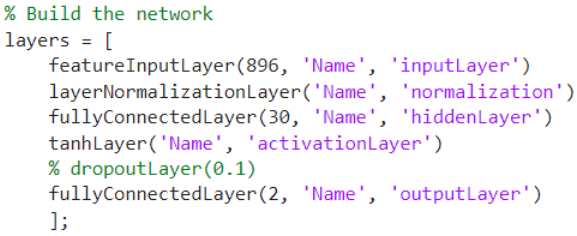 % Build the network
layers = [
    featureInputLayer(896, 'Name', 'inputLayer')
    layerNormalizationLayer('Name', 'normalization')
    fullyConnectedLayer(30, 'Name', 'hiddenLayer')
    tanhLayer('Name', 'activationLayer')
    % dropoutLayer(0.1)
    fullyConnectedLayer(2, 'Name', 'outputLayer')
    ];